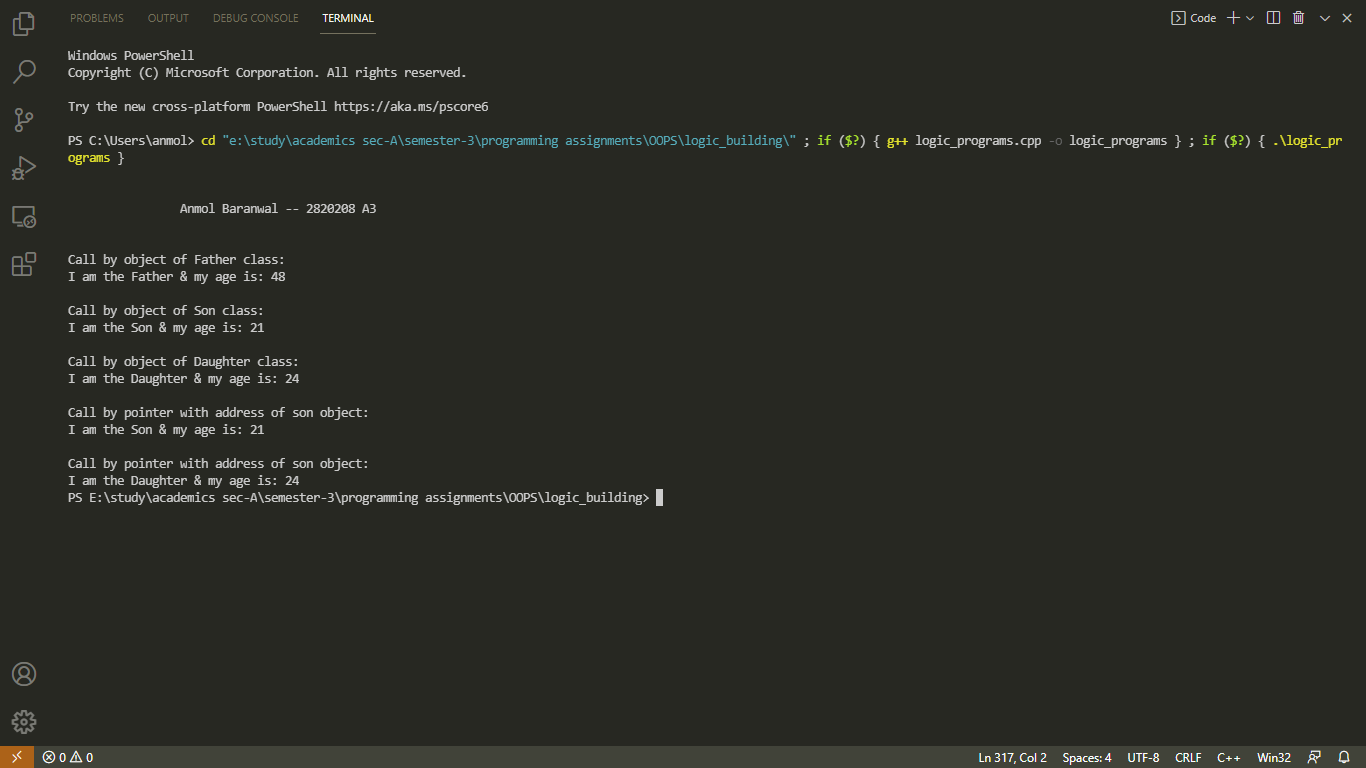 PROBLEMS OUTPUT DEBUG CONSOLE TERMINAL Code
Windows PowerShell
Copyright (C) Microsoft Corporation. All rights reserved.
Try the new cross-platform PowerShell https://aka.ms/pscore6
PS C:\Users\anmol> cd "e:\study\academics sec-A\semester-3\programming assignments\OOPS\logic_building\" ; if ($?) { g++ logic_programs.cpp -o logic_programs } ; if ($?) { .\logic_pr
ograms }
Anmol Baranwal -- 2820208 A3
Call by object of Father class:
I am the Father & my age is: 48
Call by object of Son class:
I am the Son & my age is: 21
Call by object of Daughter class:
I am the Daughter & my age is: 24
Call by pointer with address of son object:
I am the Son & my age is: 21
Call by pointer with address of son object:
I am the Daughter & my age is: 24
PS E:\study\academics sec-A\semester-3\programming assignments\OOPS\logic_building>
0 0 Ln 317, Col 2 Spaces: 4 UTF-8 CRLF C++ Win32